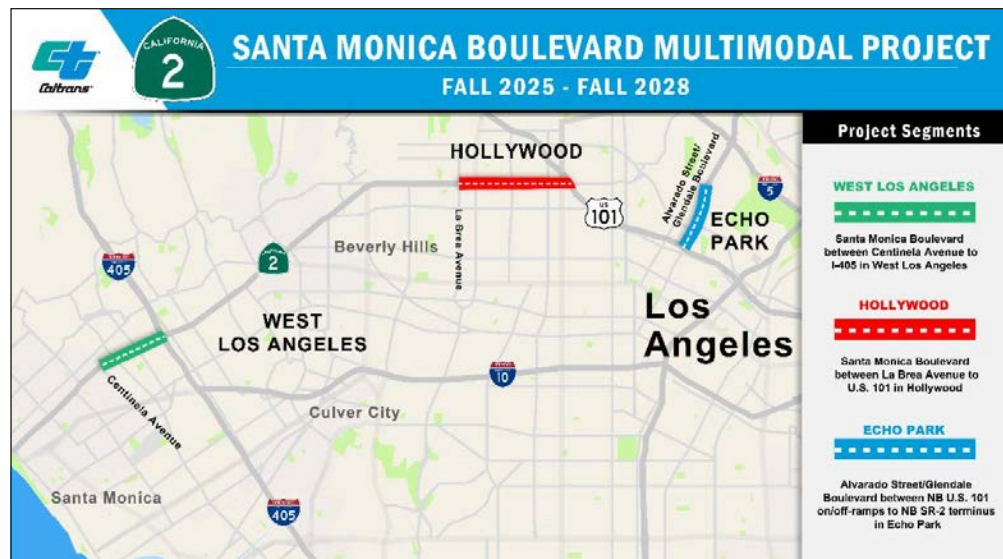 Caltrans
CALIFORNIA
2
SANTA MONICA BOULEVARD MULTIMODAL PROJECT
FALL 2025 - FALL 2028
HOLLYWOOD
Alvarado Street/
Glendale Boulevard
5
US
101
ECHO
PARK
La Brea Avenue
Beverly Hills
CALIFORNIA
2
405
WEST
LOS ANGELES
Los
Angeles
10
Centinela Avenue
Culver City
Santa Monica
405
Project Segments
WEST LOS ANGELES
Santa Monica Boulevard
between Centinela Avenue to
I-405 in West Los Angeles
HOLLYWOOD
Santa Monica Boulevard
between La Brea Avenue to
U.S. 101 in Hollywood
ECHO PARK
Alvarado Street/Glendale
Boulevard between NB U.S. 101
on/off-ramps to NB SR-2 terminus
in Echo Park